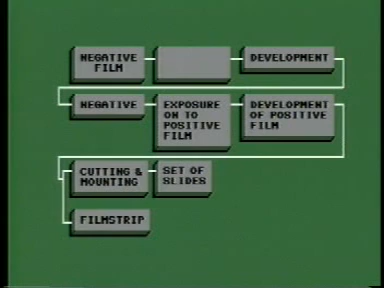 NEGATIVE
FILM
DEVELOPMENT
NEGATIVE
EXPOSURE
ON TO
POSITIVE
FILM
DEVELOPMENT
OF POSITIVE
FILM
CUTTING &
MOUNTING
SET OF
SLIDES
FILMSTRIP